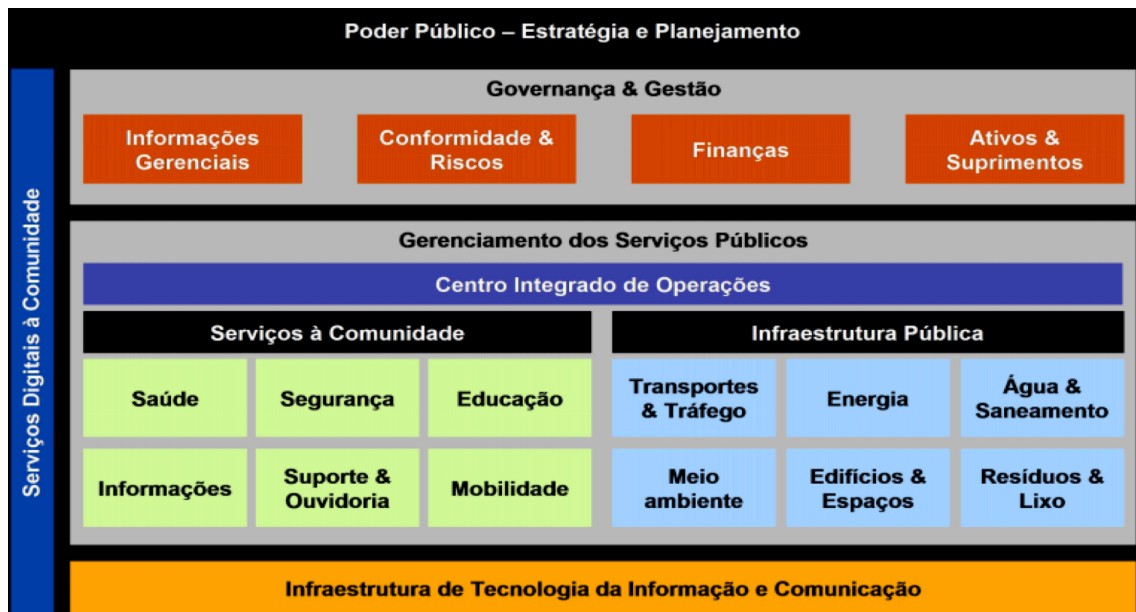 Poder Público – Estratégia e Planejamento
Serviços Digitais à Comunidade
Governança & Gestão
Informações
Gerenciais
Conformidade &
Riscos
Finanças
Ativos &
Suprimentos
Gerenciamento dos Serviços Públicos
Centro Integrado de Operações
Serviços à Comunidade
Saúde
Segurança
Educação
Informações
Suporte &
Ouvidoria
Mobilidade
Infraestrutura Pública
Transportes
& Tráfego
Energia
Água &
Saneamento
Meio
ambiente
Edifícios &
Espaços
Resíduos &
Lixo
Infraestrutura de Tecnologia da Informação e Comunicação